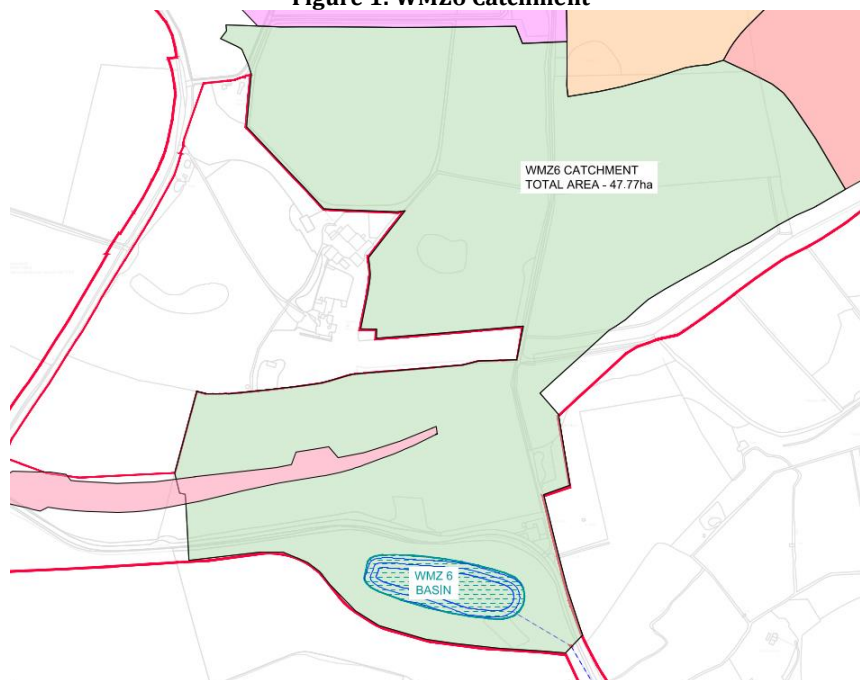 Figure 1: WMZ6 Catchment
WMZ6 CATCHMENT
TOTAL AREA - 47.77ha
WMZ 6
BASIN